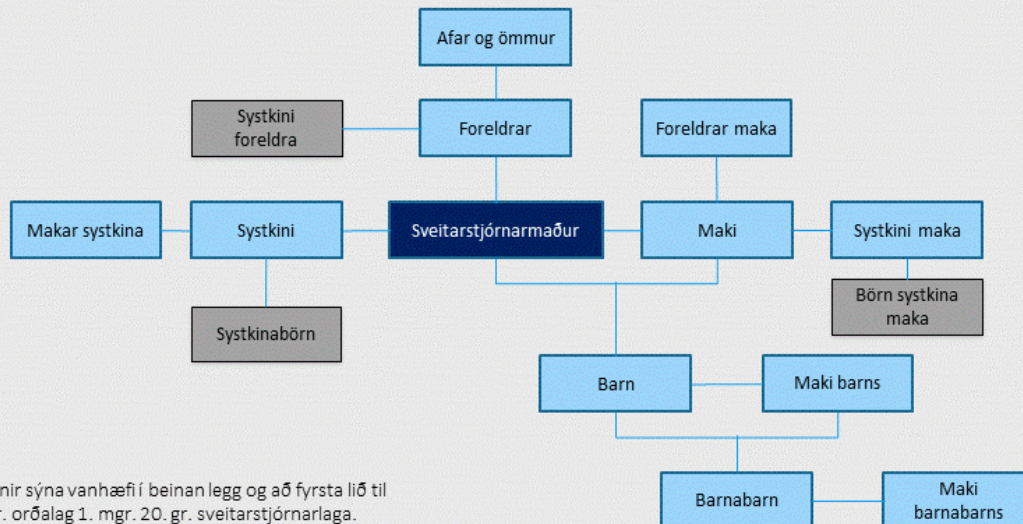 Afar og ömmur
Systkini
foreldra
Foreldrar
Foreldrar maka
Makar systkina
Systkini
Sveitarstjórnarmaður
Maki
Systkini maka
Börn systkina
maka
Systkinabörn
Barn
Maki barns
nir sýna vanhæfi í beinan legg og að fyrsta lið til
r. orðalag 1. mgr. 20. gr. sveitarstjórnarlaga.
Barnabarn
Maki
barnabarns